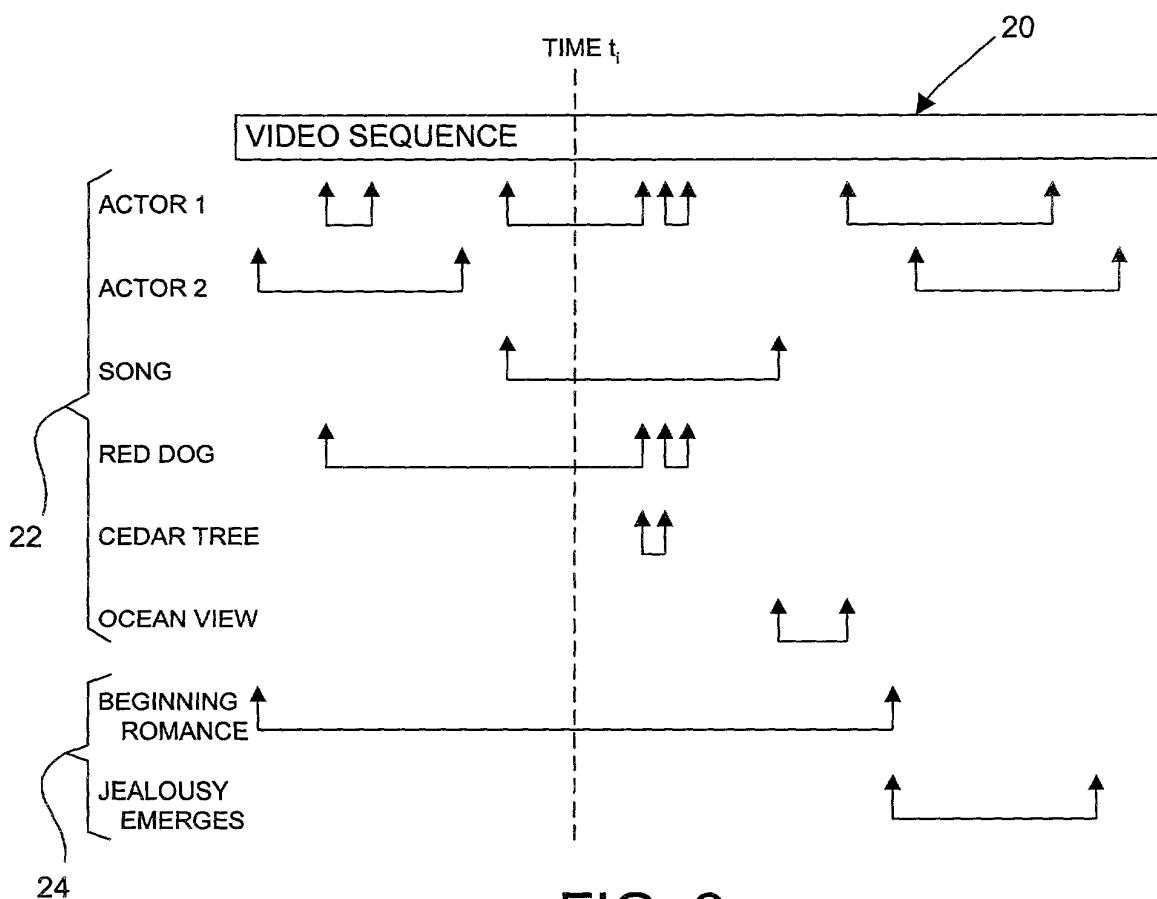 TIME ti
20
VIDEO SEQUENCE
ACTOR 1
ACTOR 2
SONG
RED DOG
22
CEDAR TREE
OCEAN VIEW
BEGINNING
ROMANCE
JEALOUSY
EMERGES
24